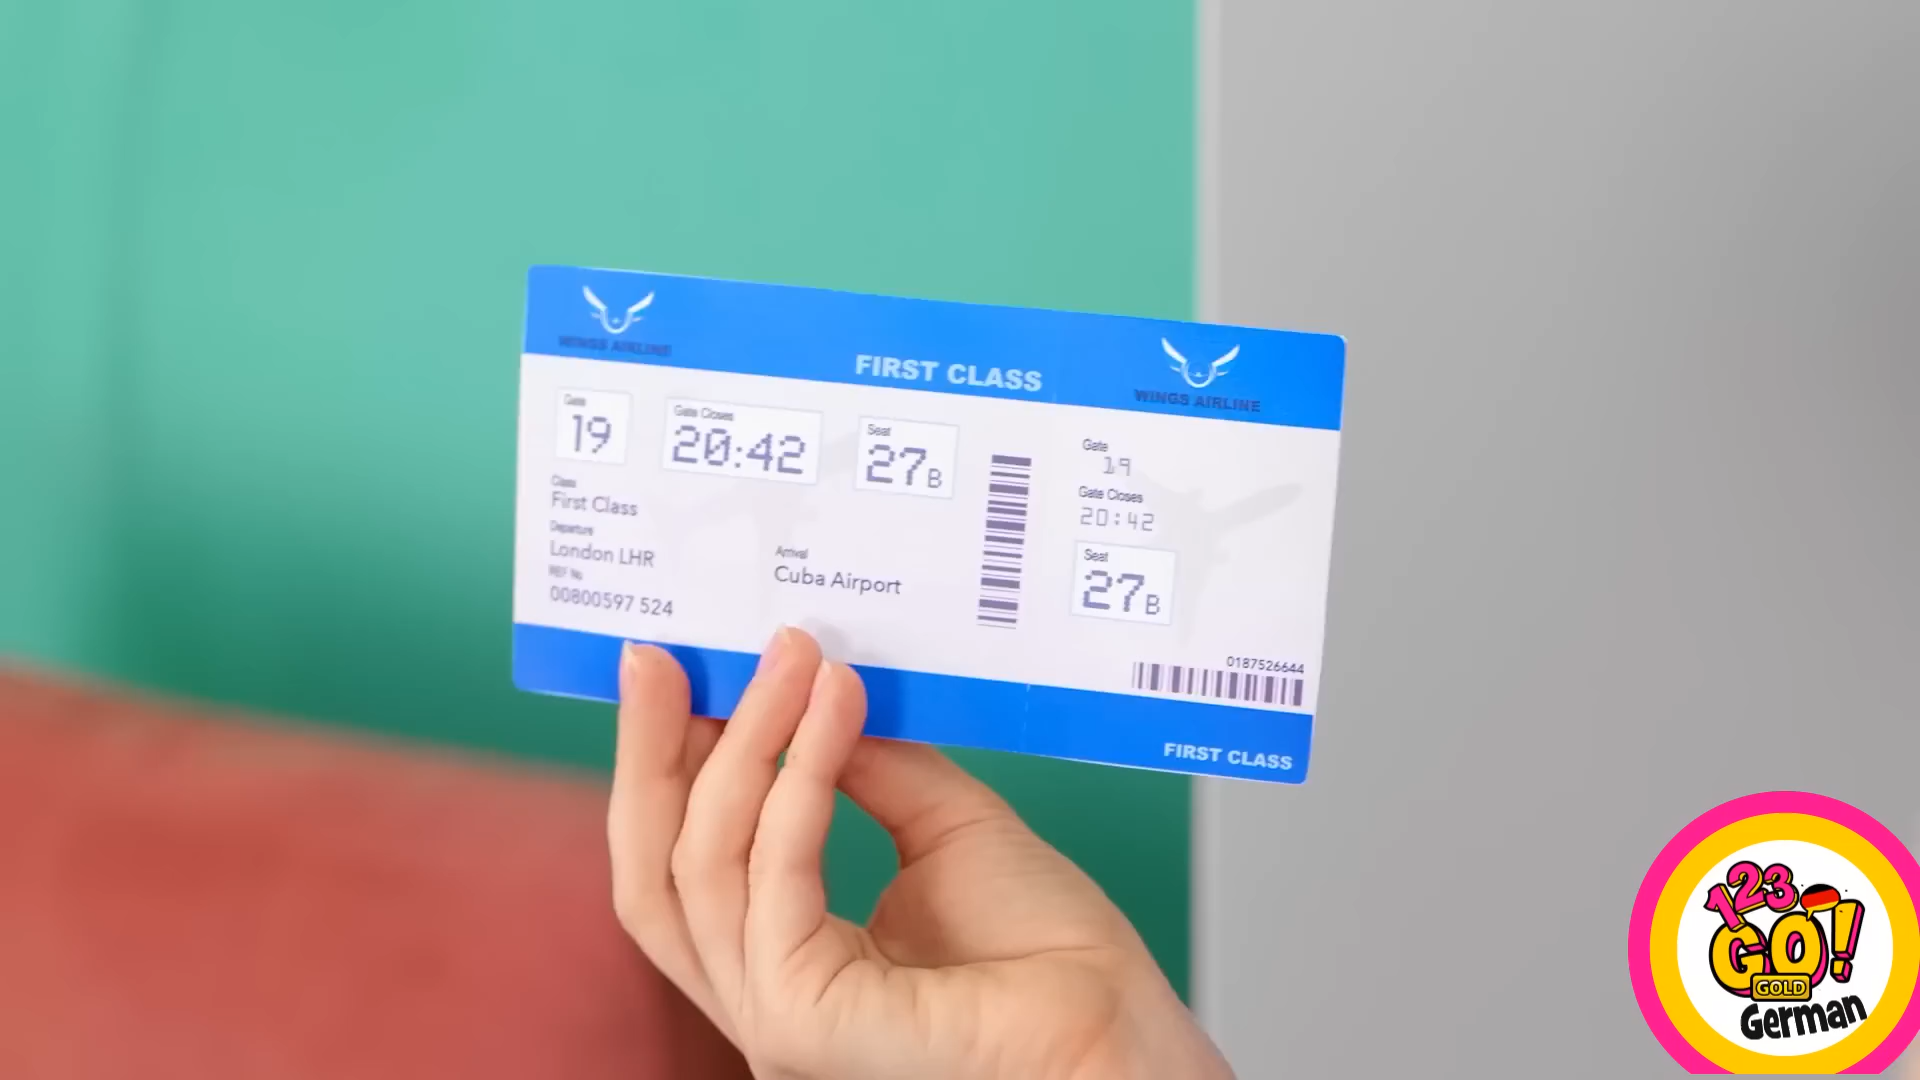 WINGS AIRLINE
FIRST CLASS
WINGS AIRLINE
Gate
19
Gate Closes
20:42
Seat
27B
Class
First Class
Departure
London LHR
REF No
00800597 524
Arrival
Cuba Airport
Gate
19
Gate Closes
20:42
Seat
27B
0187526644
FIRST CLASS
123
GO!
GOLD
German